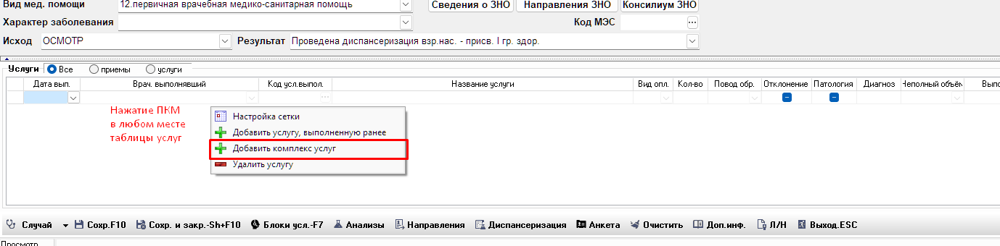 Вид мед. помощи 12.первичная врачебная медико-санитарная помощь Сведения о ЗНО Направления ЗНО Консилиум ЗНО
Характер заболевания Код МЭС
Исход ОСМОТР Результат Проведена диспансеризация взр.нас. - присв. I гр. здор.
Услуги Все приемы услуги
Дата вып. Врач. выполнявший Код усл.выпол. Название услуги Вид опл. Кол-во Повод обр. Отклонение Патология Диагноз Неполный объём
Нажатие ПКМ
в любом месте
таблицы услуг
Настройка сетки
Добавить услугу, выполненную ранее
Добавить комплекс услуг
Удалить услугу
Случай Сохр.F10 Сохр. и закр.-Sh+F10 Блоки усл.-F7 Анализы Направления Диспансеризация Анкета Очистить Доп.инф. Л/Н Выход.ESC
Просмотр